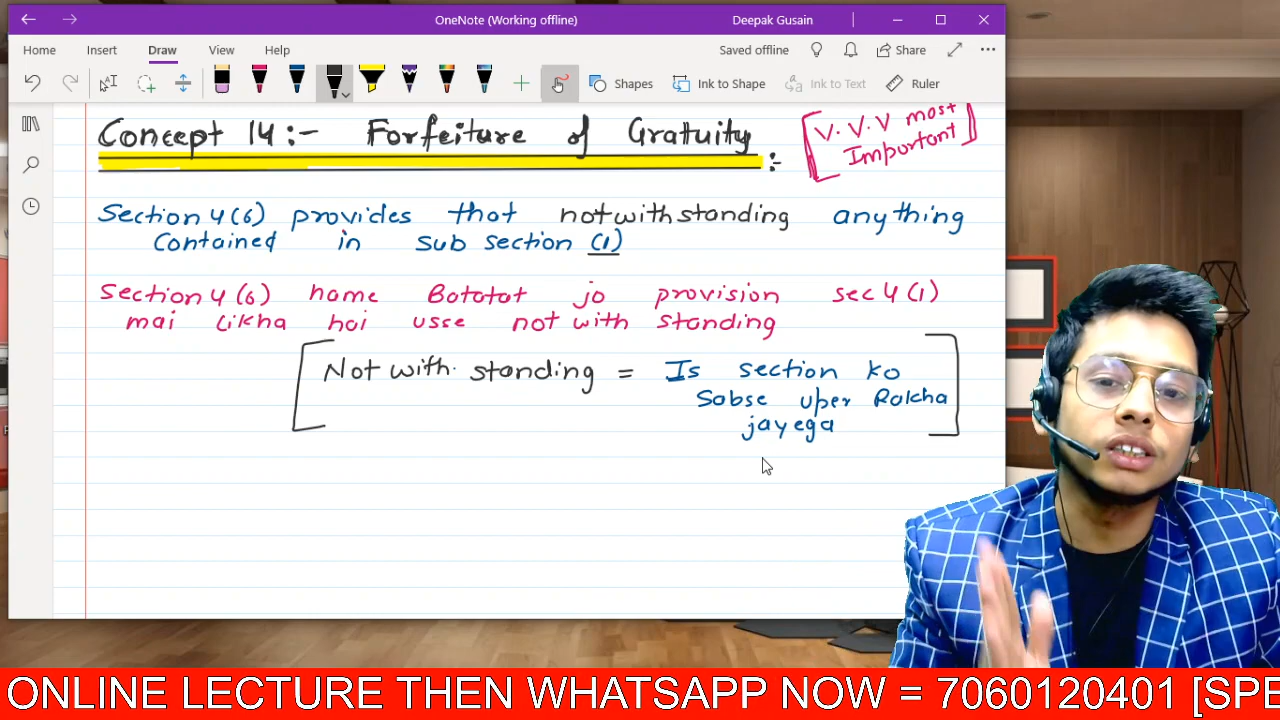 OneNote (Working offline)
Deepak Gusain
Home Insert Draw View Help
Saved offline
Share
Shapes
Ink to Shape
Ink to Text
Ruler
Concept 14:- Forfeiture of Gratuity :-
V. V. V most
Important
Section 4(6) provides that notwithstanding anything
Contained in sub section (1)
Section 4(6) hame Batatat jo provision sec 4(1)
mai likha hai usse not with standing
Not with standing = Is section ko
Sabse uper Rakha
jayega
ONLINE LECTURE THEN WHATSAPP NOW = 7060120401 [SPE